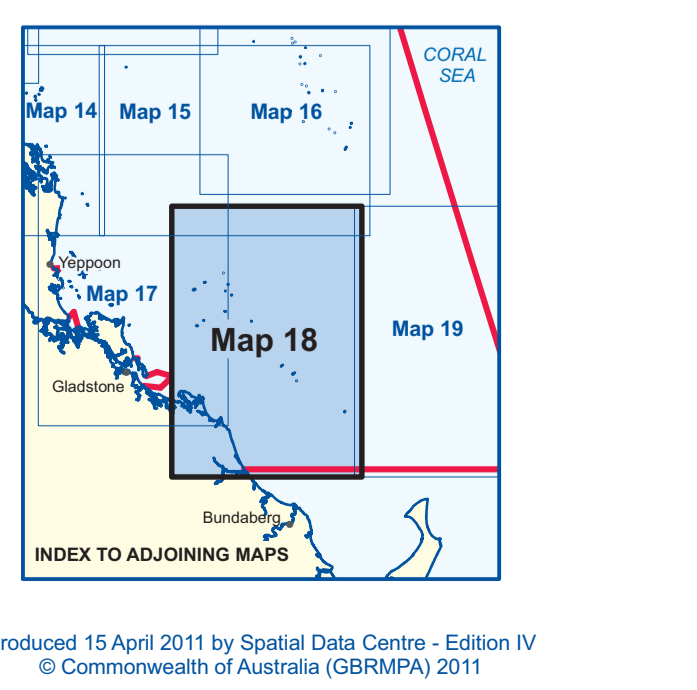 CORAL
SEA
Map 14
Map 15
Map 16
Yeppoon
Map 17
Map 18
Map 19
Gladstone
Bundaberg
INDEX TO ADJOINING MAPS
roduced 15 April 2011 by Spatial Data Centre - Edition IV
© Commonwealth of Australia (GBRMPA) 2011